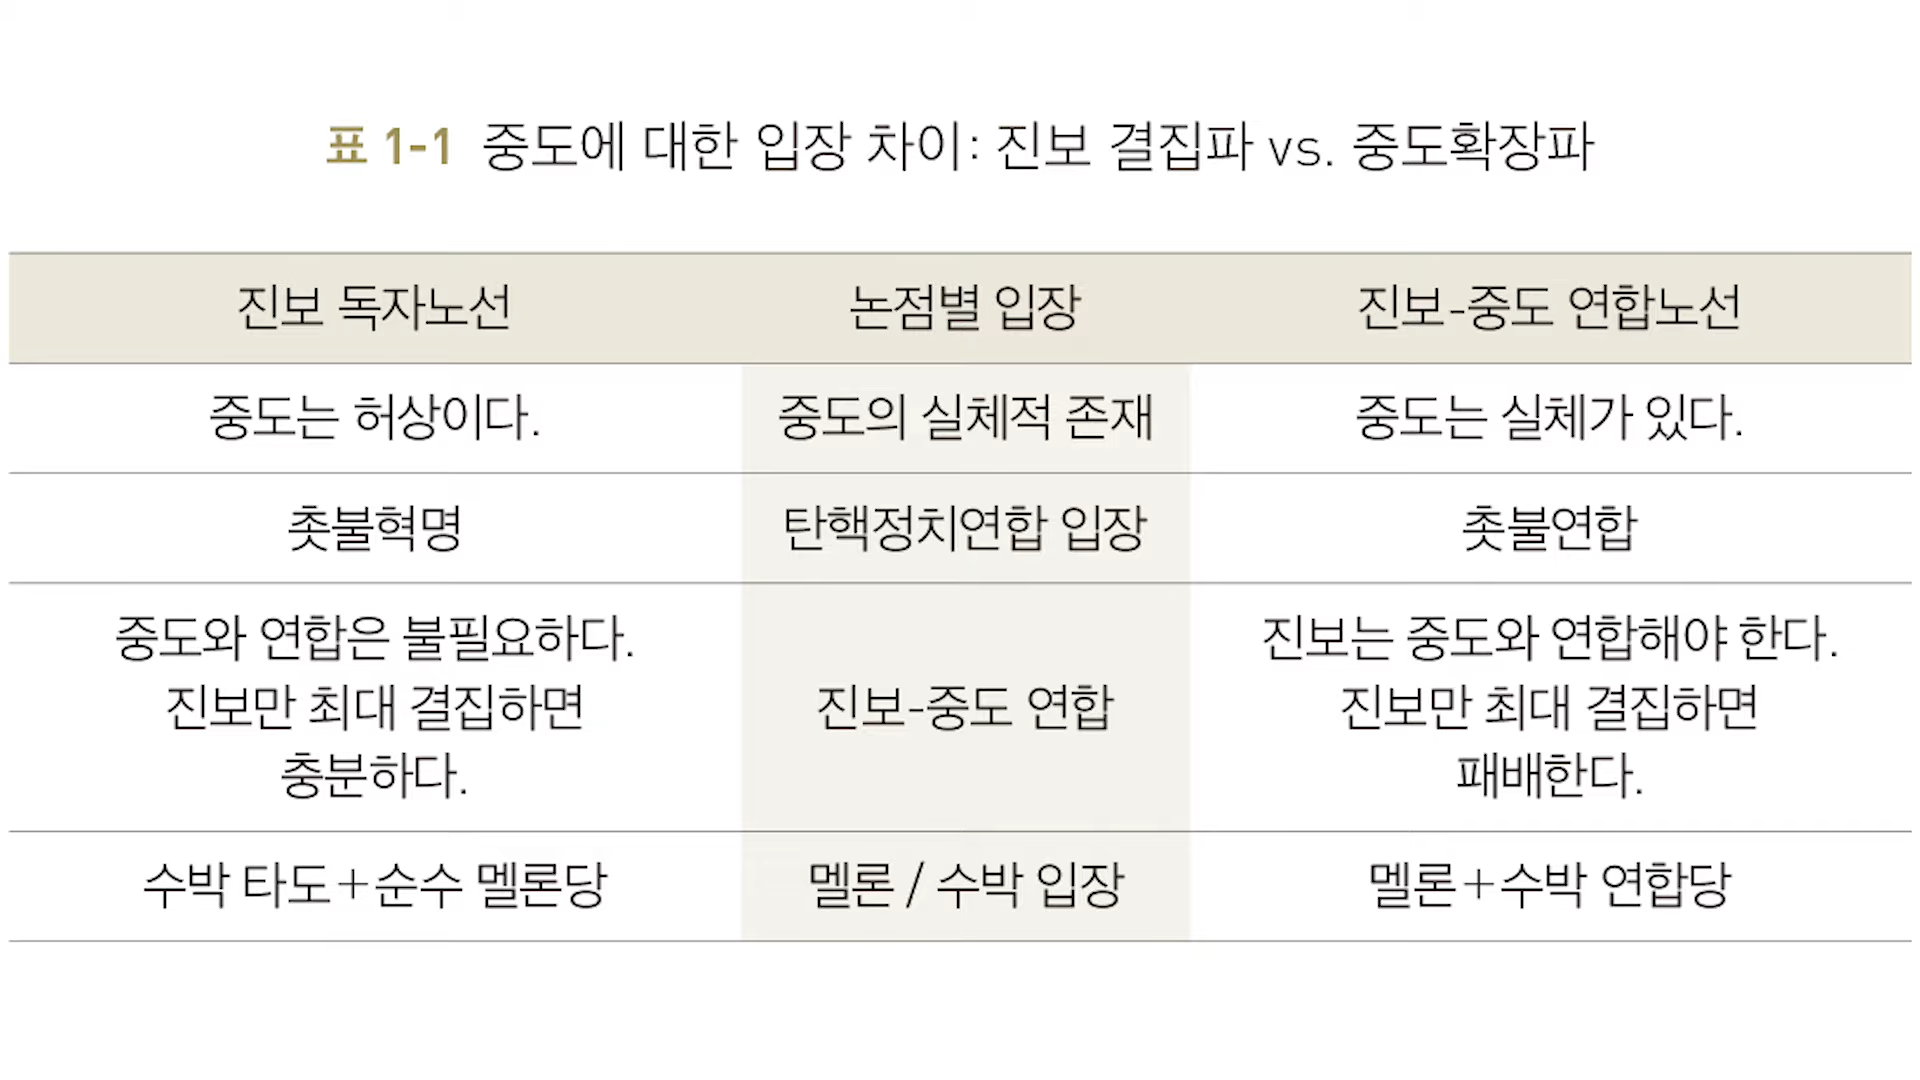 표 1-1 중도에 대한 입장 차이: 진보 결집파 vs. 중도확장파
진보 독자노선 논점별 입장 진보-중도 연합노선
중도는 허상이다. 중도의 실체적 존재 중도는 실체가 있다.
촛불혁명 탄핵정치연합 입장 촛불연합
중도와 연합은 불필요하다.
진보만 최대 결집하면
충분하다.
진보-중도 연합
진보는 중도와 연합해야 한다.
진보만 최대 결집하면
패배한다.
수박 타도+순수 멜론당 멜론 / 수박 입장 멜론+수박 연합당